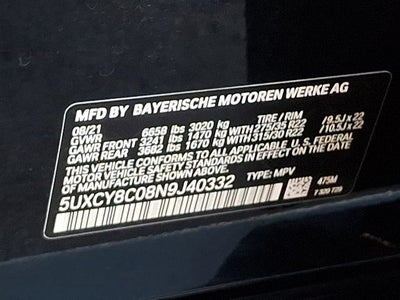 MFD BY BAYERISCHE MOTOREN WERKE AG
08/21 TIRE / RIM
GVWR 6658 lbs 3020 kg
GAWR FRONT 3241 lbs 1470 kg WITH 275/35 R22 / 9.5J x 22
GAWR REAR 3682 lbs 1670 kg WITH 315/30 R22 / 10.5J x 22
THIS VEHICLE CONFORMS TO ALL APPLICABLE U.S. FEDERAL
MOTOR VEHICLE SAFETY STANDARDS IN EFFECT ON THE
DATE OF MANUFACTURE SHOWN ABOVE.
5UXCY8C08N9J40332 TYPE: MPV 475M